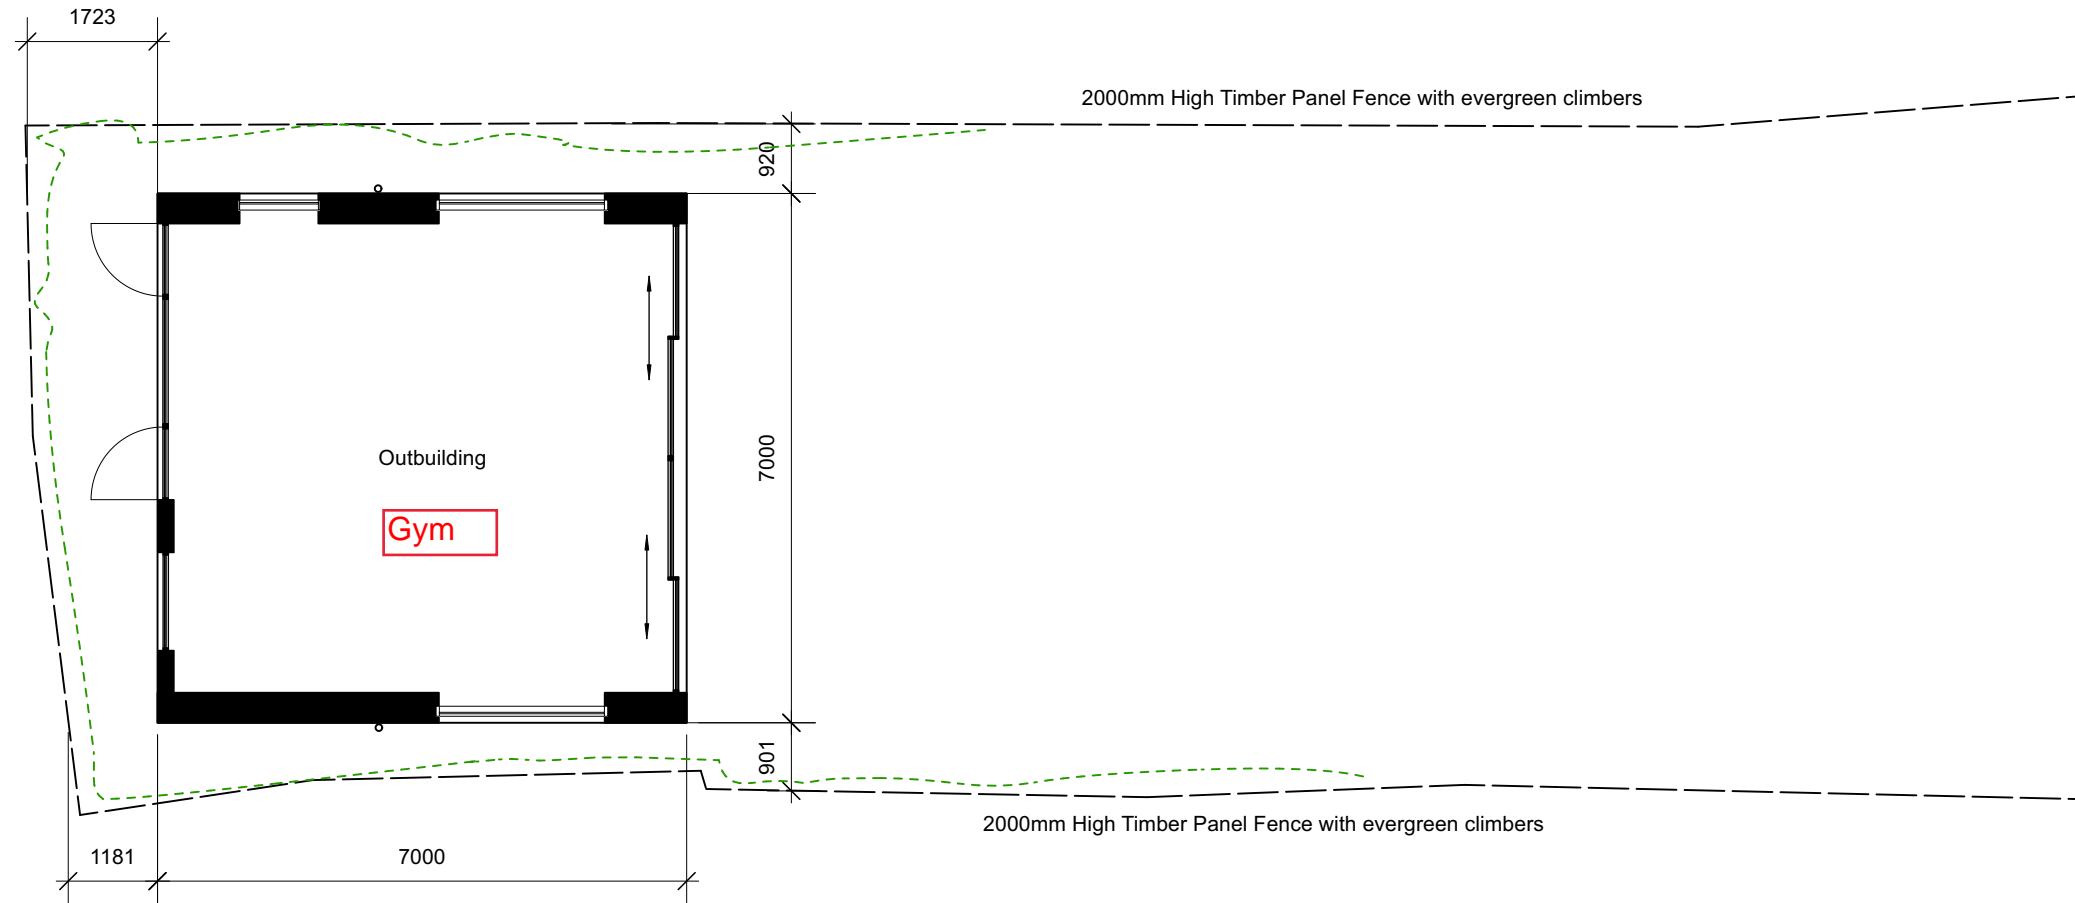 1723
2000mm High Timber Panel Fence with evergreen climbers
920
Outbuilding
7000
Gym
901
2000mm High Timber Panel Fence with evergreen climbers
1181
7000